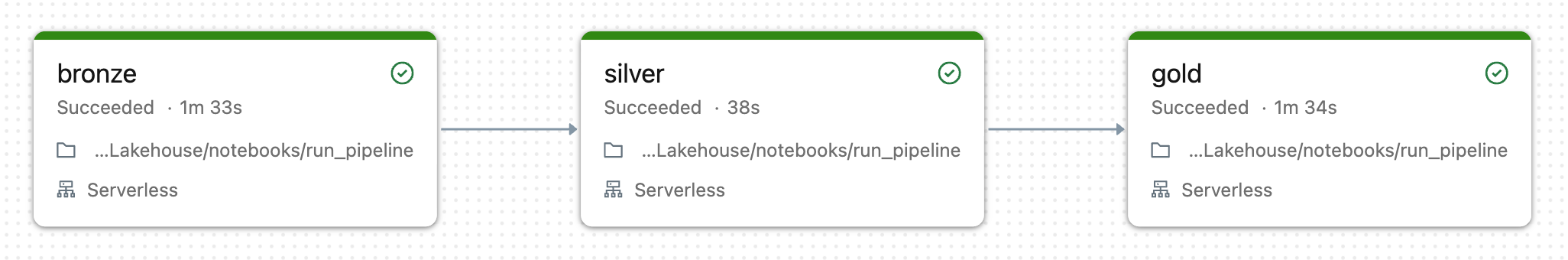 bronze
Succeeded · 1m 33s
...Lakehouse/notebooks/run_pipeline
Serverless
silver
Succeeded · 38s
...Lakehouse/notebooks/run_pipeline
Serverless
gold
Succeeded · 1m 34s
...Lakehouse/notebooks/run_pipeline
Serverless